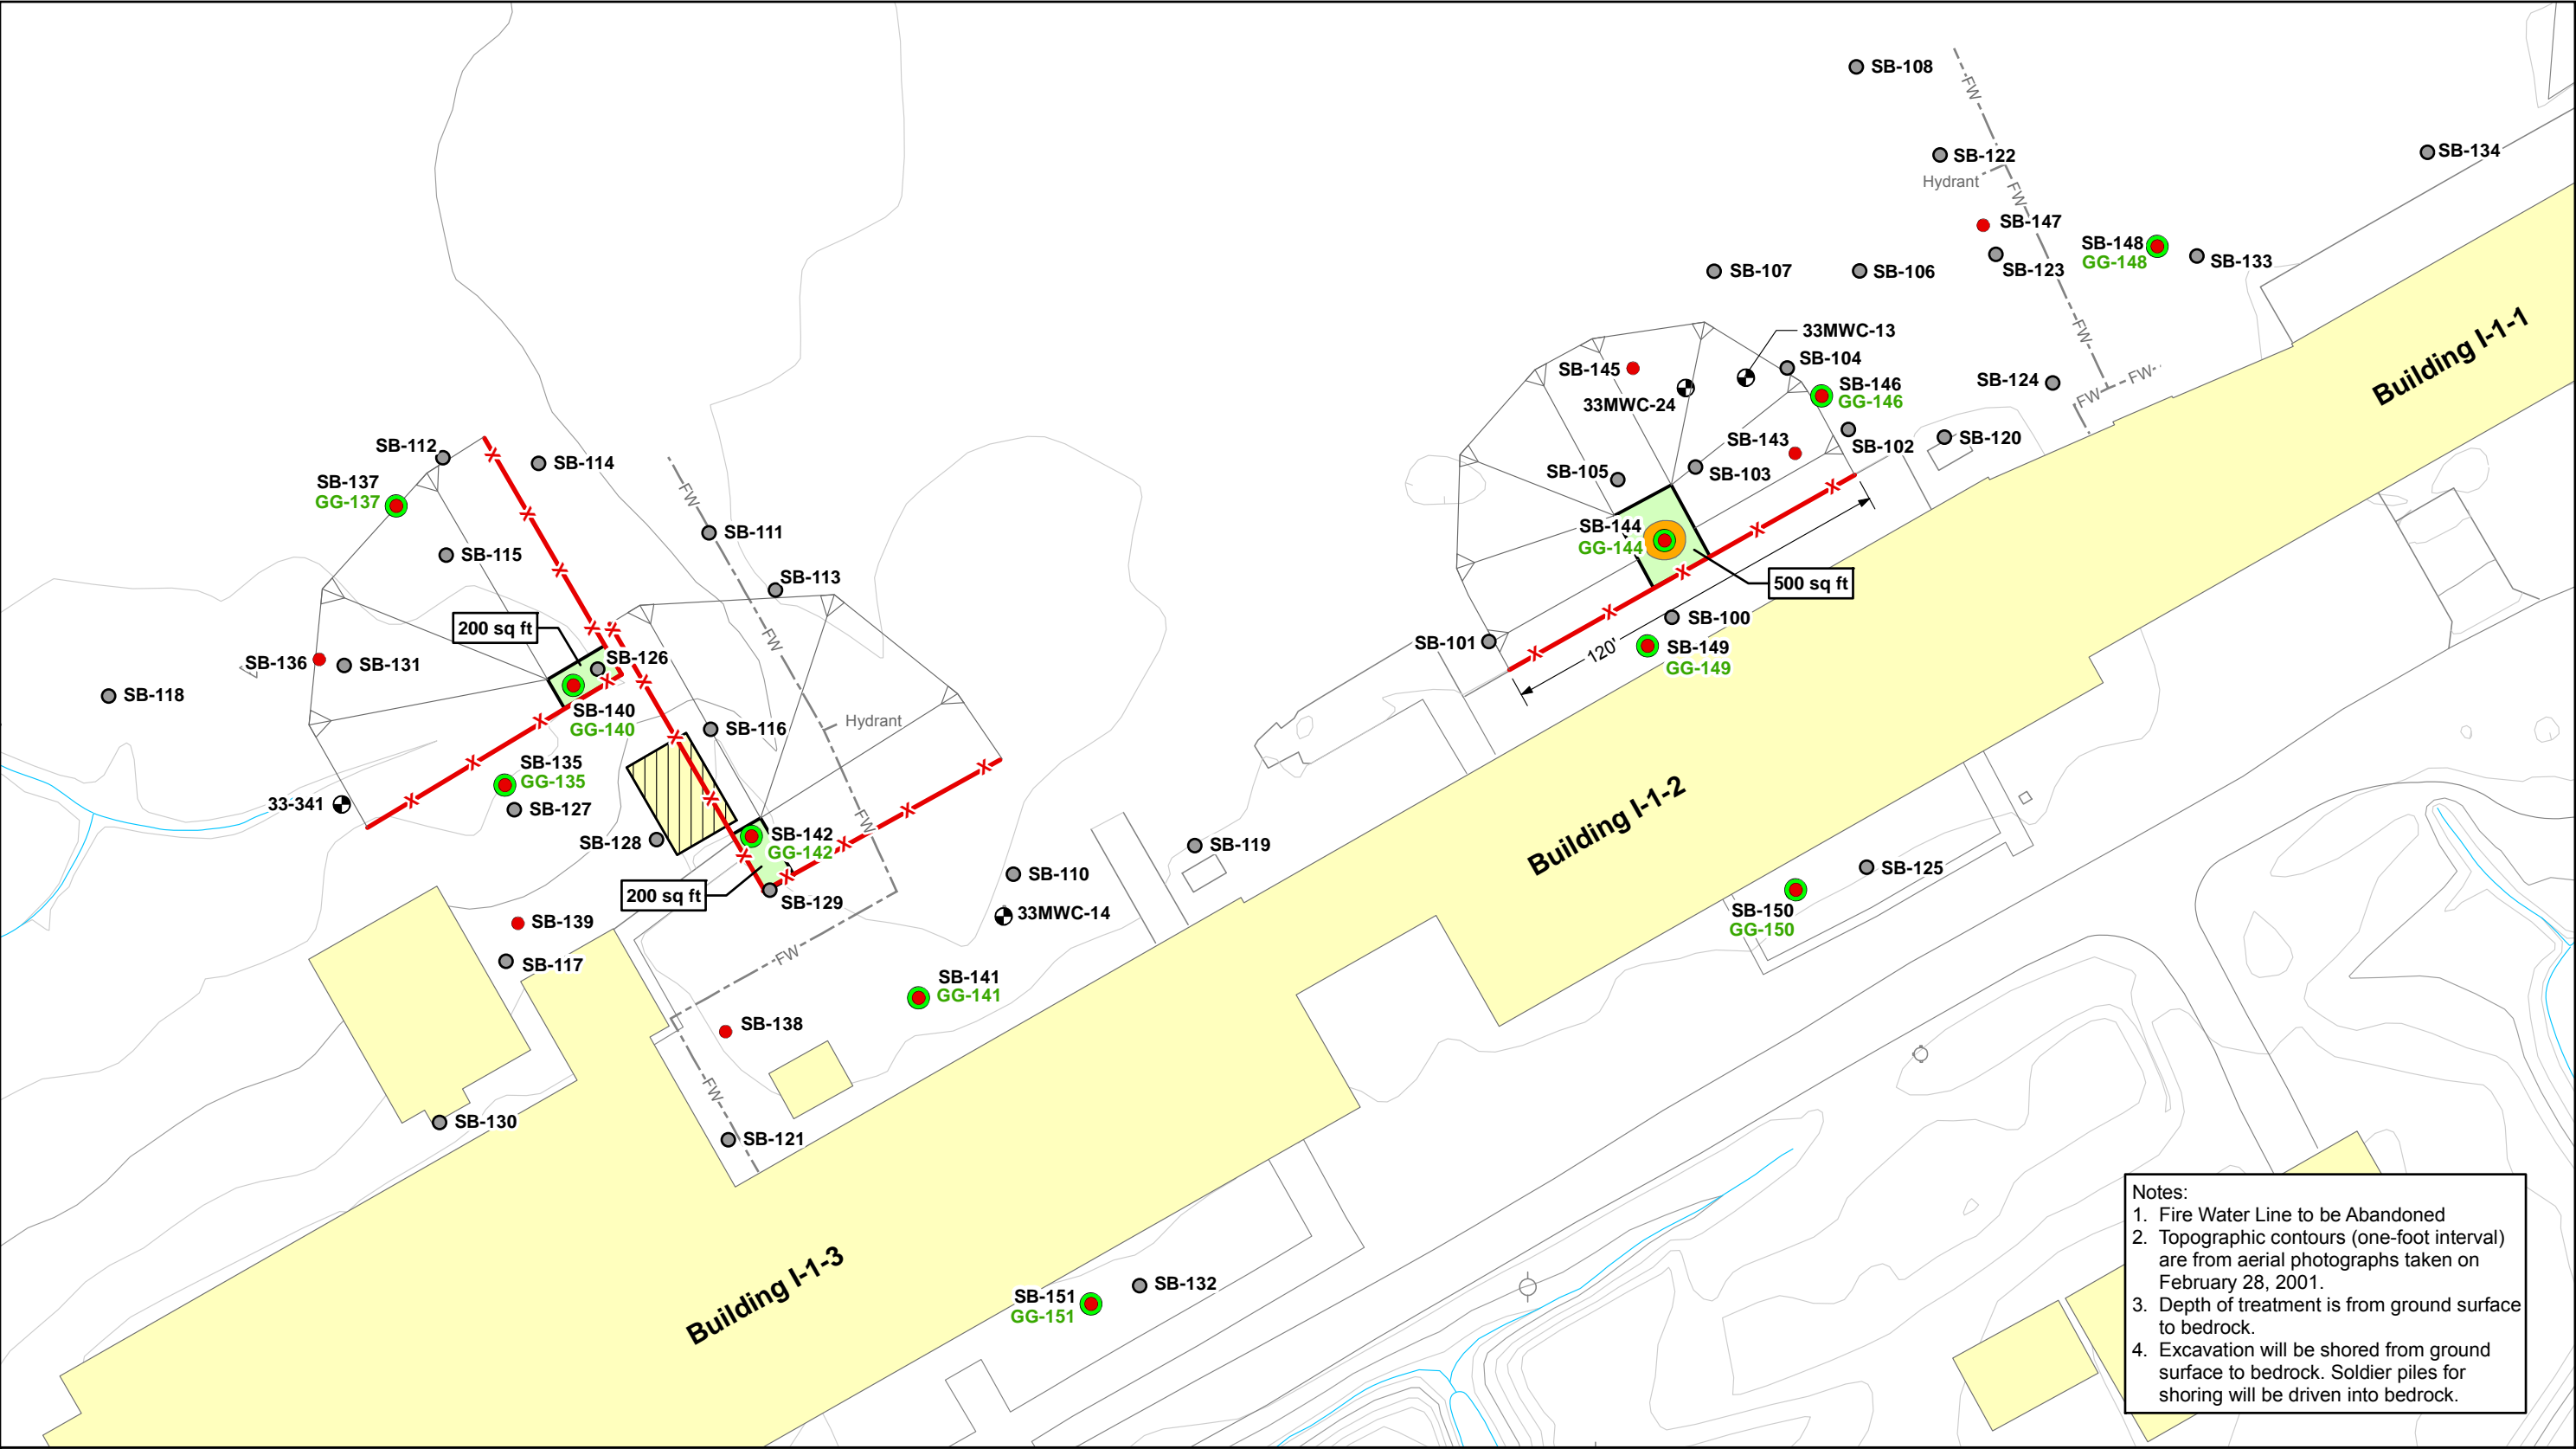 SB-108
FW
SB-122
Hydrant
SB-134
FW
SB-147
SB-148
GG-148
SB-133
SB-123
SB-107
SB-106
33MWC-13
FW
Building I-1-1
SB-104
SB-145
33MWC-24
SB-146
GG-146
SB-124
FW
FW
SB-143
SB-102
SB-120
SB-105
SB-103
SB-112
SB-114
SB-137
GG-137
FW
SB-111
SB-115
SB-144
GG-144
500 sq ft
SB-113
200 sq ft
FW
SB-100
SB-101
120'
SB-149
GG-149
SB-126
SB-136
SB-131
SB-118
SB-140
GG-140
SB-116
Hydrant
SB-135
GG-135
33-341
SB-127
FW
SB-128
SB-142
GG-142
Building I-1-2
SB-119
SB-110
SB-125
200 sq ft
SB-129
33MWC-14
SB-150
GG-150
SB-139
FW
SB-117
SB-141
GG-141
SB-138
FW
SB-130
SB-121
Building I-1-3
SB-132
SB-151
GG-151
Notes:
1. Fire Water Line to be Abandoned
2. Topographic contours (one-foot interval)
are from aerial photographs taken on
February 28, 2001.
3. Depth of treatment is from ground surface
to bedrock.
4. Excavation will be shored from ground
surface to bedrock. Soldier piles for
shoring will be driven into bedrock.